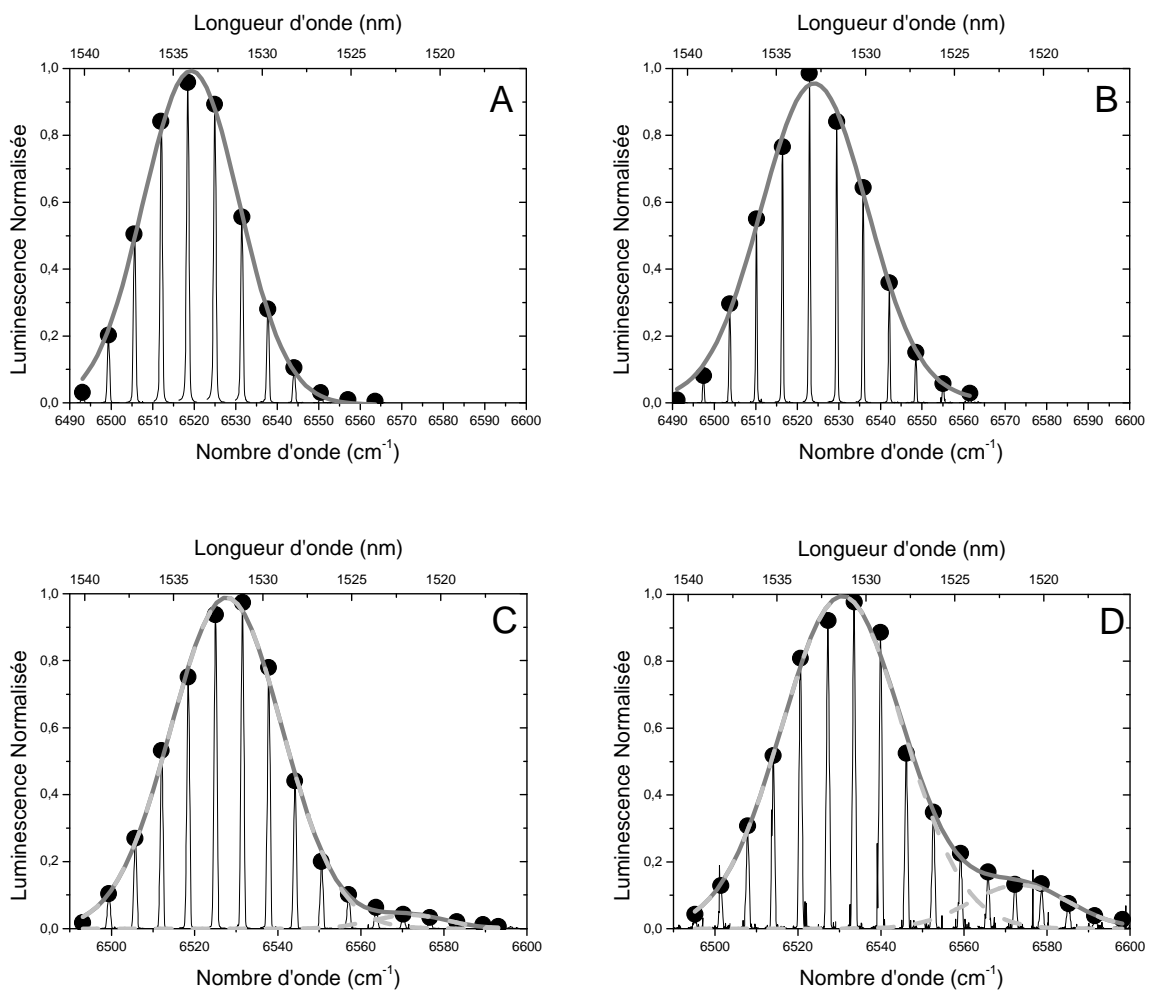 Longueur d'onde (nm)
1540 1535 1530 1525 1520
A
Luminescence Normalisée
1,0
0,8
0,6
0,4
0,2
0,0
6490 6500 6510 6520 6530 6540 6550 6560 6570 6580 6590 6600
Nombre d'onde (cm-1)
Longueur d'onde (nm)
1540 1535 1530 1525 1520
B
Luminescence Normalisée
1,0
0,8
0,6
0,4
0,2
0,0
6490 6500 6510 6520 6530 6540 6550 6560 6570 6580 6590 6600
Nombre d'onde (cm-1)
Longueur d'onde (nm)
1540 1535 1530 1525 1520
C
Luminescence Normalisée
1,0
0,8
0,6
0,4
0,2
0,0
6500 6520 6540 6560 6580 6600
Nombre d'onde (cm-1)
Longueur d'onde (nm)
1540 1535 1530 1525 1520
D
Luminescence Normalisée
1,0
0,8
0,6
0,4
0,2
0,0
6500 6520 6540 6560 6580 6600
Nombre d'onde (cm-1)